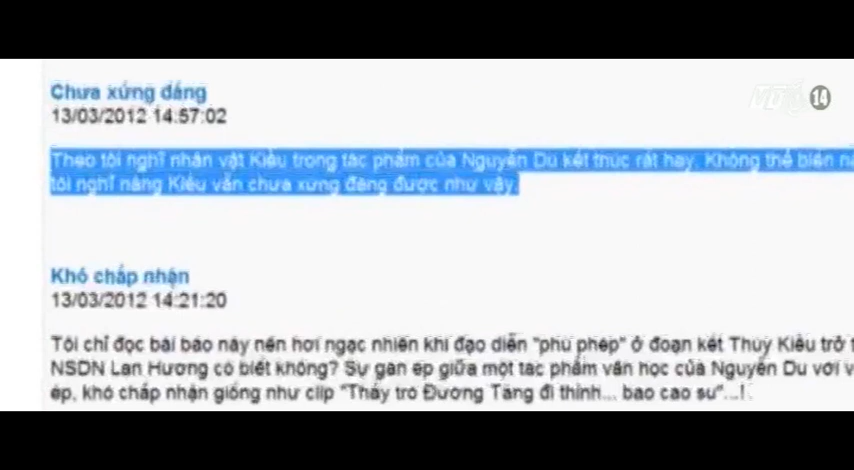 Chưa xứng đáng
13/03/2012 14:57:02
Theo tôi nghĩ nhân vật Kiều trong tác phẩm của Nguyễn Du kết thúc rất hay. Không thể biến
tôi nghĩ nàng Kiều vẫn chưa xứng đáng được như vậy.
Khó chấp nhận
13/03/2012 14:21:20
Tôi chỉ đọc bài báo này nên hơi ngạc nhiên khi đạo diễn "phù phép" ở đoạn kết Thúy Kiều trở
NSDN Lan Hương có biết không? Sự gán ép giữa một tác phẩm văn học của Nguyễn Du với
ép, khó chấp nhận giống như clip "Thầy trò Đường Tăng đi thỉnh... bao cao su"...!
14